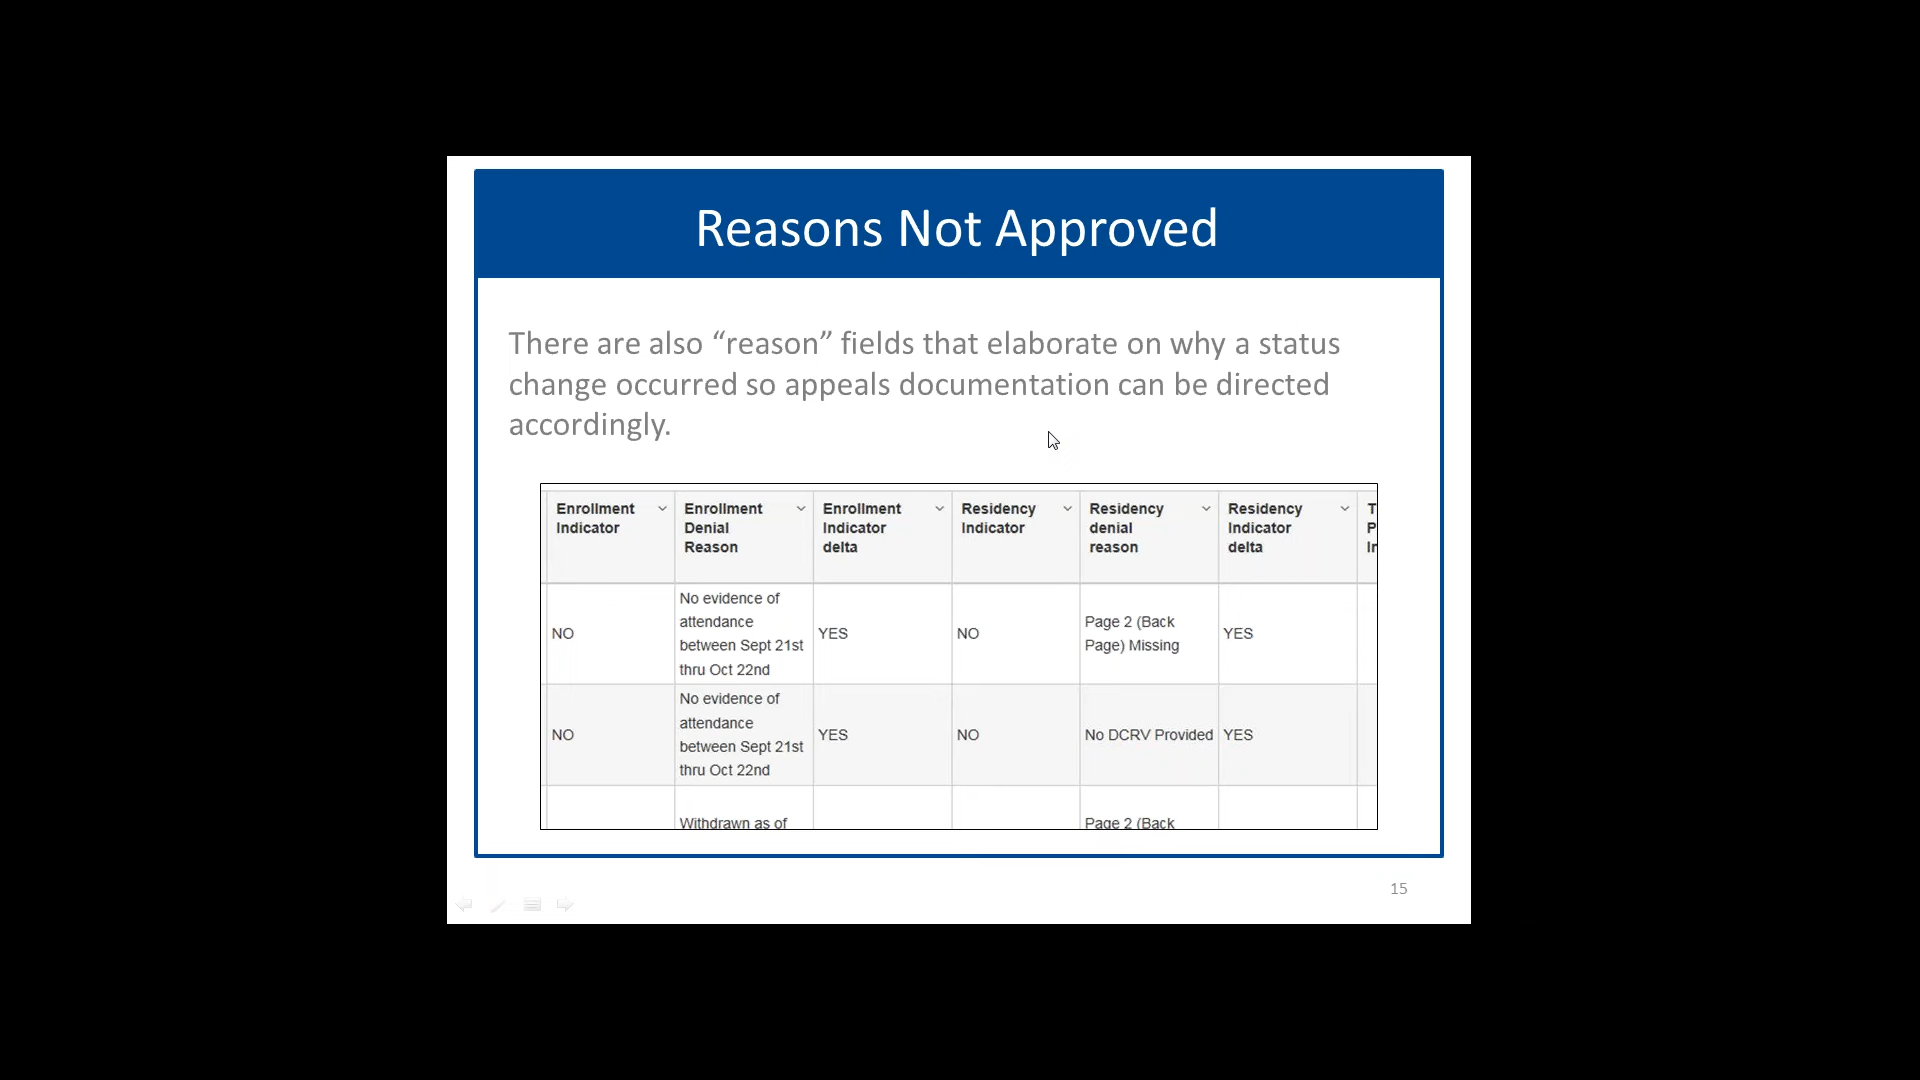 Reasons Not Approved
There are also “reason” fields that elaborate on why a status
change occurred so appeals documentation can be directed
accordingly.
Enrollment Indicator
Enrollment Denial Reason
Enrollment Indicator delta
Residency Indicator
Residency denial reason
Residency Indicator delta
NO
No evidence of
attendance
between Sept 21st
thru Oct 22nd
YES
NO
Page 2 (Back
Page) Missing
YES
NO
No evidence of
attendance
between Sept 21st
thru Oct 22nd
YES
NO
No DCRV Provided
YES
Withdrawn as of
Page 2 (Back
15